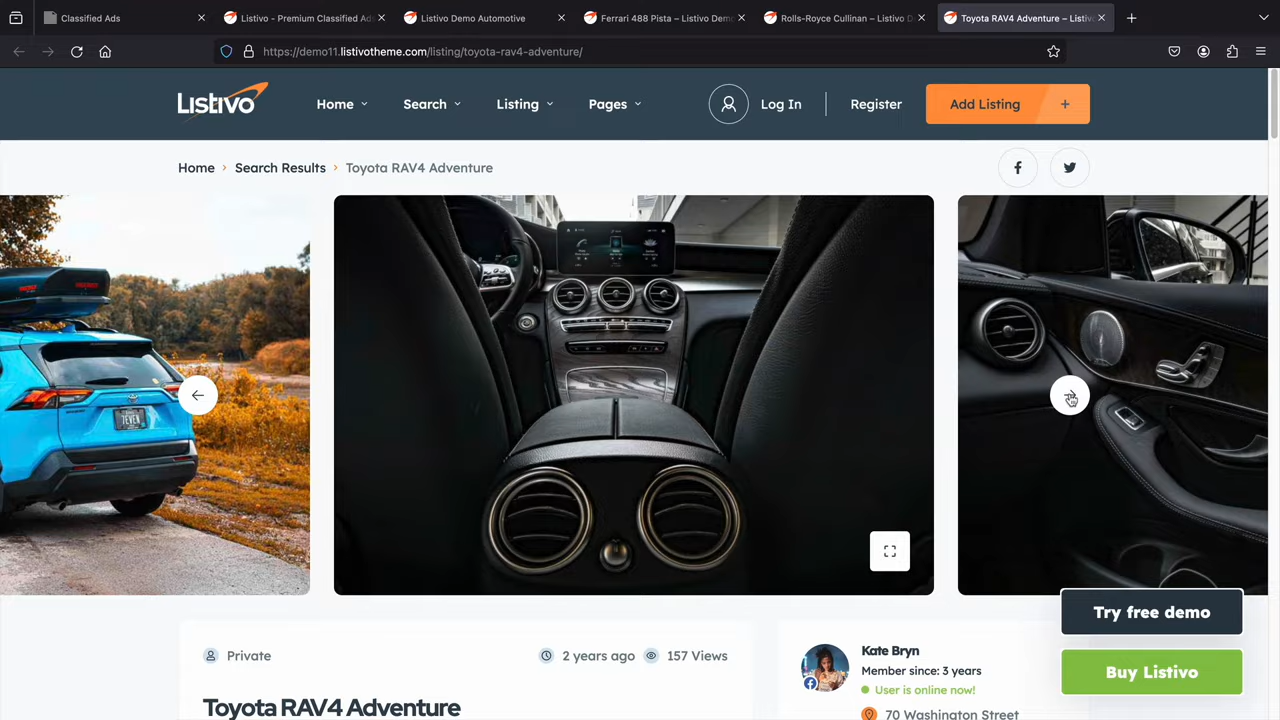 Classified Ads
Listivo - Premium Classified Ad
Listivo Demo Automotive
Ferrari 488 Pista – Listivo Dem
Rolls-Royce Cullinan – Listivo D
Toyota RAV4 Adventure – Listiv
https://demo11.listivotheme.com/listing/toyota-rav4-adventure/
Listivo
Home
Search
Listing
Pages
Log In
Register
Add Listing +
Home > Search Results > Toyota RAV4 Adventure
7EVEN
Try free demo
Private
2 years ago
157 Views
Toyota RAV4 Adventure
Kate Bryn
Member since: 3 years
User is online now!
70 Washington Street
Buy Listivo